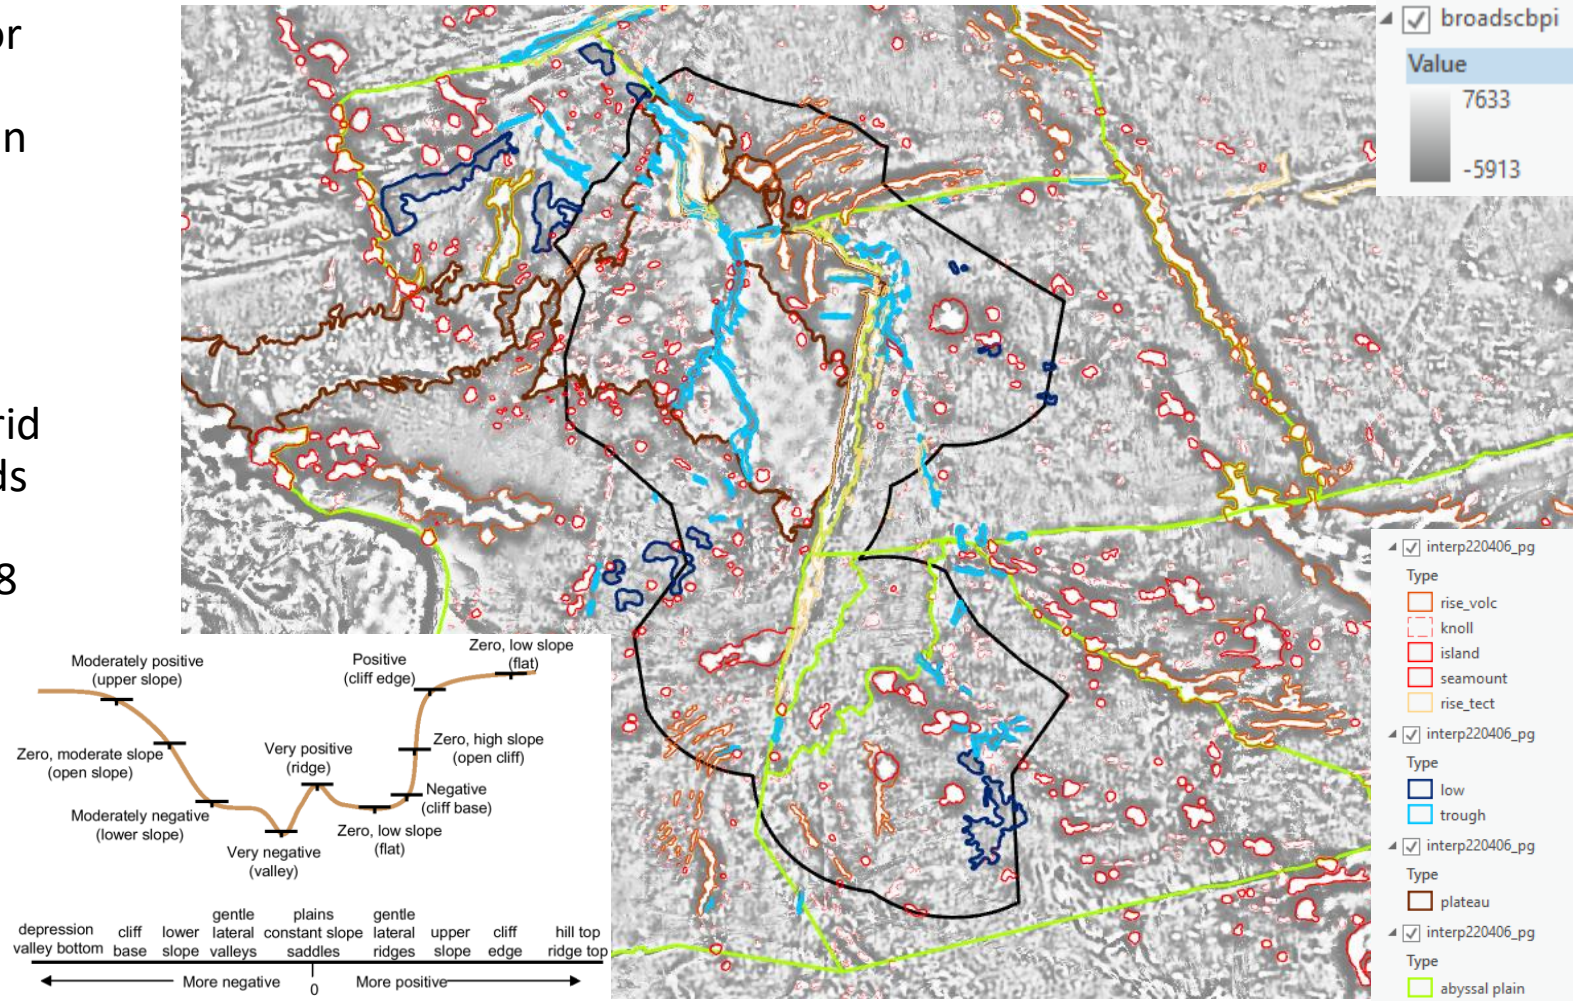 or
n
rid
ds
8
broadscbpi
Value
7633
-5913
interp220406_pg
Type
rise_volc
knoll
island
seamount
rise_tect
interp220406_pg
Type
low
trough
interp220406_pg
Type
plateau
interp220406_pg
Type
abyssal plain
Moderately positive
(upper slope)
Positive
(cliff edge)
Zero, low slope
(flat)
Zero, moderate slope
(open slope)
Very positive
(ridge)
Zero, high slope
(open cliff)
Moderately negative
(lower slope)
Negative
(cliff base)
Very negative
(valley)
Zero, low slope
(flat)
depression
valley bottom
cliff
base
lower
slope
gentle
lateral
valleys
plains
constant slope
saddles
gentle
lateral
ridges
upper
slope
cliff
edge
hill top
ridge top
More negative
0
More positive